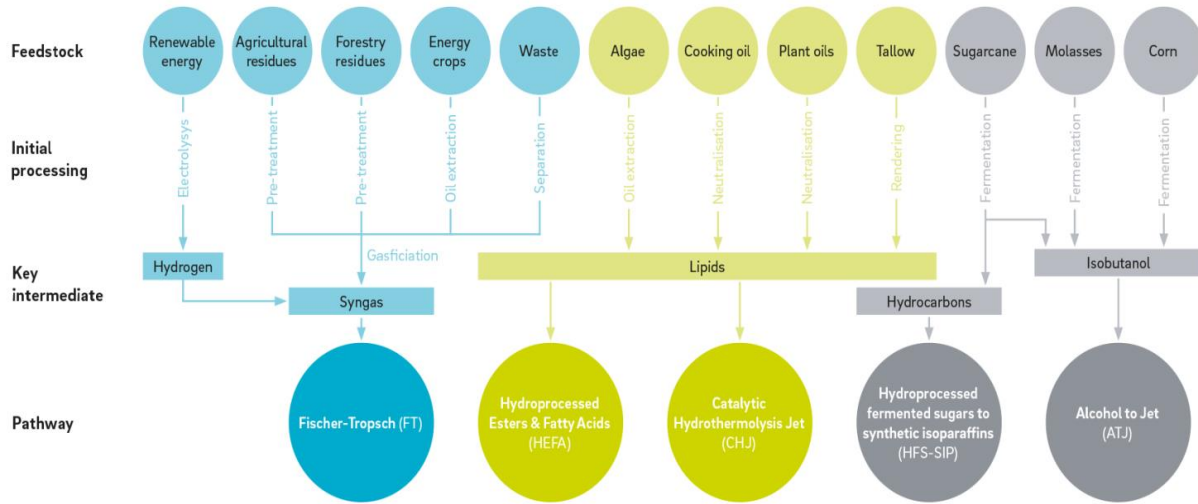 Feedstock
Renewable
energy
Agricultural
residues
Forestry
residues
Energy
crops
Waste
Algae
Cooking oil
Plant oils
Tallow
Sugarcane
Molasses
Corn
Initial
processing
Electrolysys
Pre-treatment
Pre-treatment
Oil extraction
Separation
Oil extraction
Neutralisation
Neutralisation
Rendering
Fermentation
Fermentation
Fermentation
Gasficiation
Key
intermediate
Hydrogen
Syngas
Lipids
Hydrocarbons
Isobutanol
Pathway
Fischer-Tropsch (FT)
Hydroprocessed
Esters & Fatty Acids
(HEFA)
Catalytic
Hydrothermolysis Jet
(CHJ)
Hydroprocessed
fermented sugars to
synthetic isoparaffins
(HFS-SIP)
Alcohol to Jet
(ATJ)